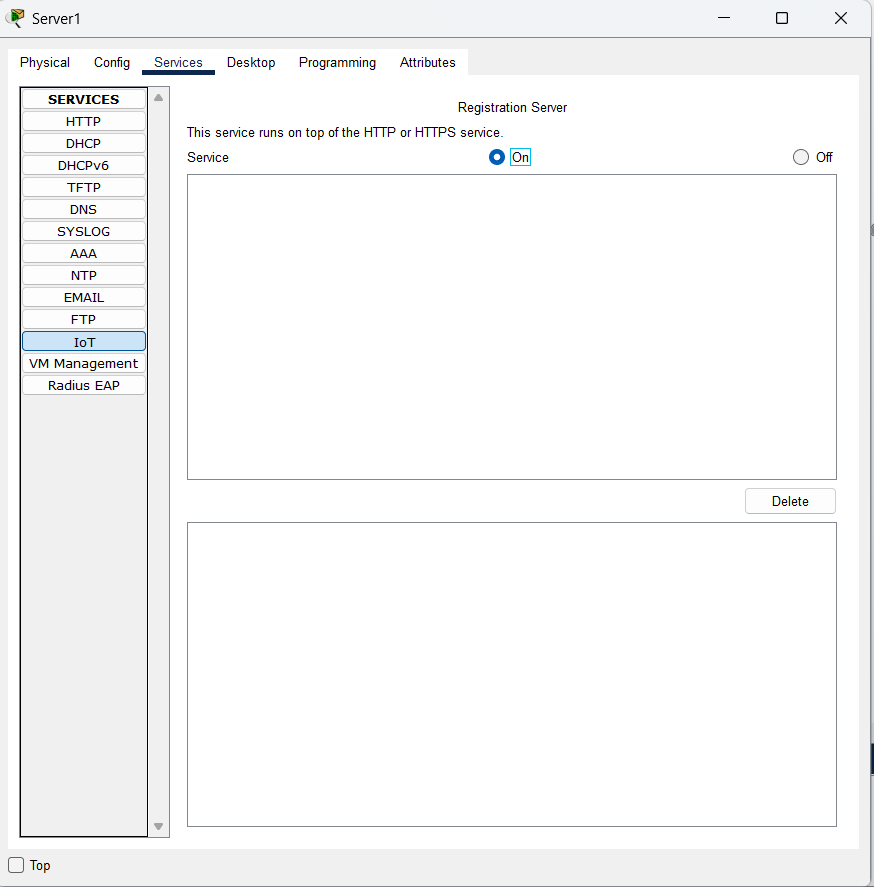 Server1
Physical Config Services Desktop Programming Attributes
SERVICES
HTTP
DHCP
DHCPv6
TFTP
DNS
SYSLOG
AAA
NTP
EMAIL
FTP
IoT
VM Management
Radius EAP
Registration Server
This service runs on top of the HTTP or HTTPS service.
Service On Off
Delete
Top